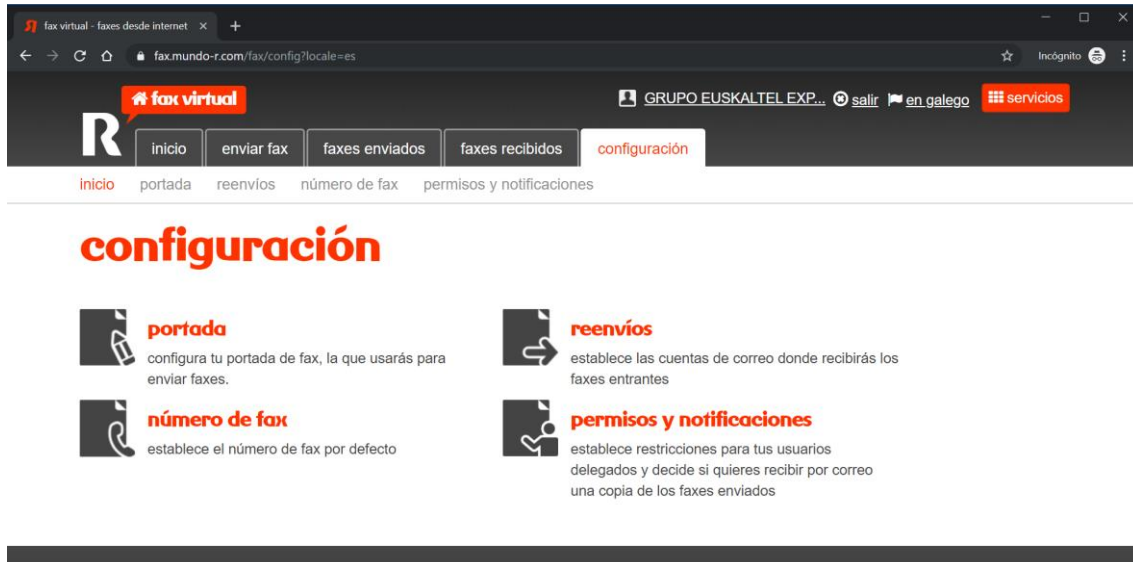 fax virtual - faxes desde internet
fax.mundo-r.com/fax/config?locale=es
Incógnito
fax virtual
GRUPO EUSKALTEL EXP... salir en galego servicios
R
inicio enviar fax faxes enviados faxes recibidos configuración
inicio portada reenvíos número de fax permisos y notificaciones
configuración
portada
configura tu portada de fax, la que usarás para
enviar faxes.
reenvíos
establece las cuentas de correo donde recibirás los
faxes entrantes
número de fax
establece el número de fax por defecto
permisos y notificaciones
establece restricciones para tus usuarios
delegados y decide si quieres recibir por correo
una copia de los faxes enviados